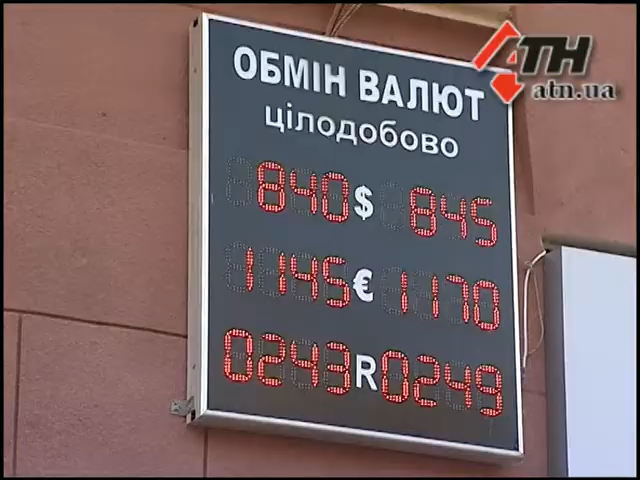 ATH
atn.ua
ОБМІН ВАЛЮТ
цілодобово
840 $ 845
1145 € 1170
0243 R 0249